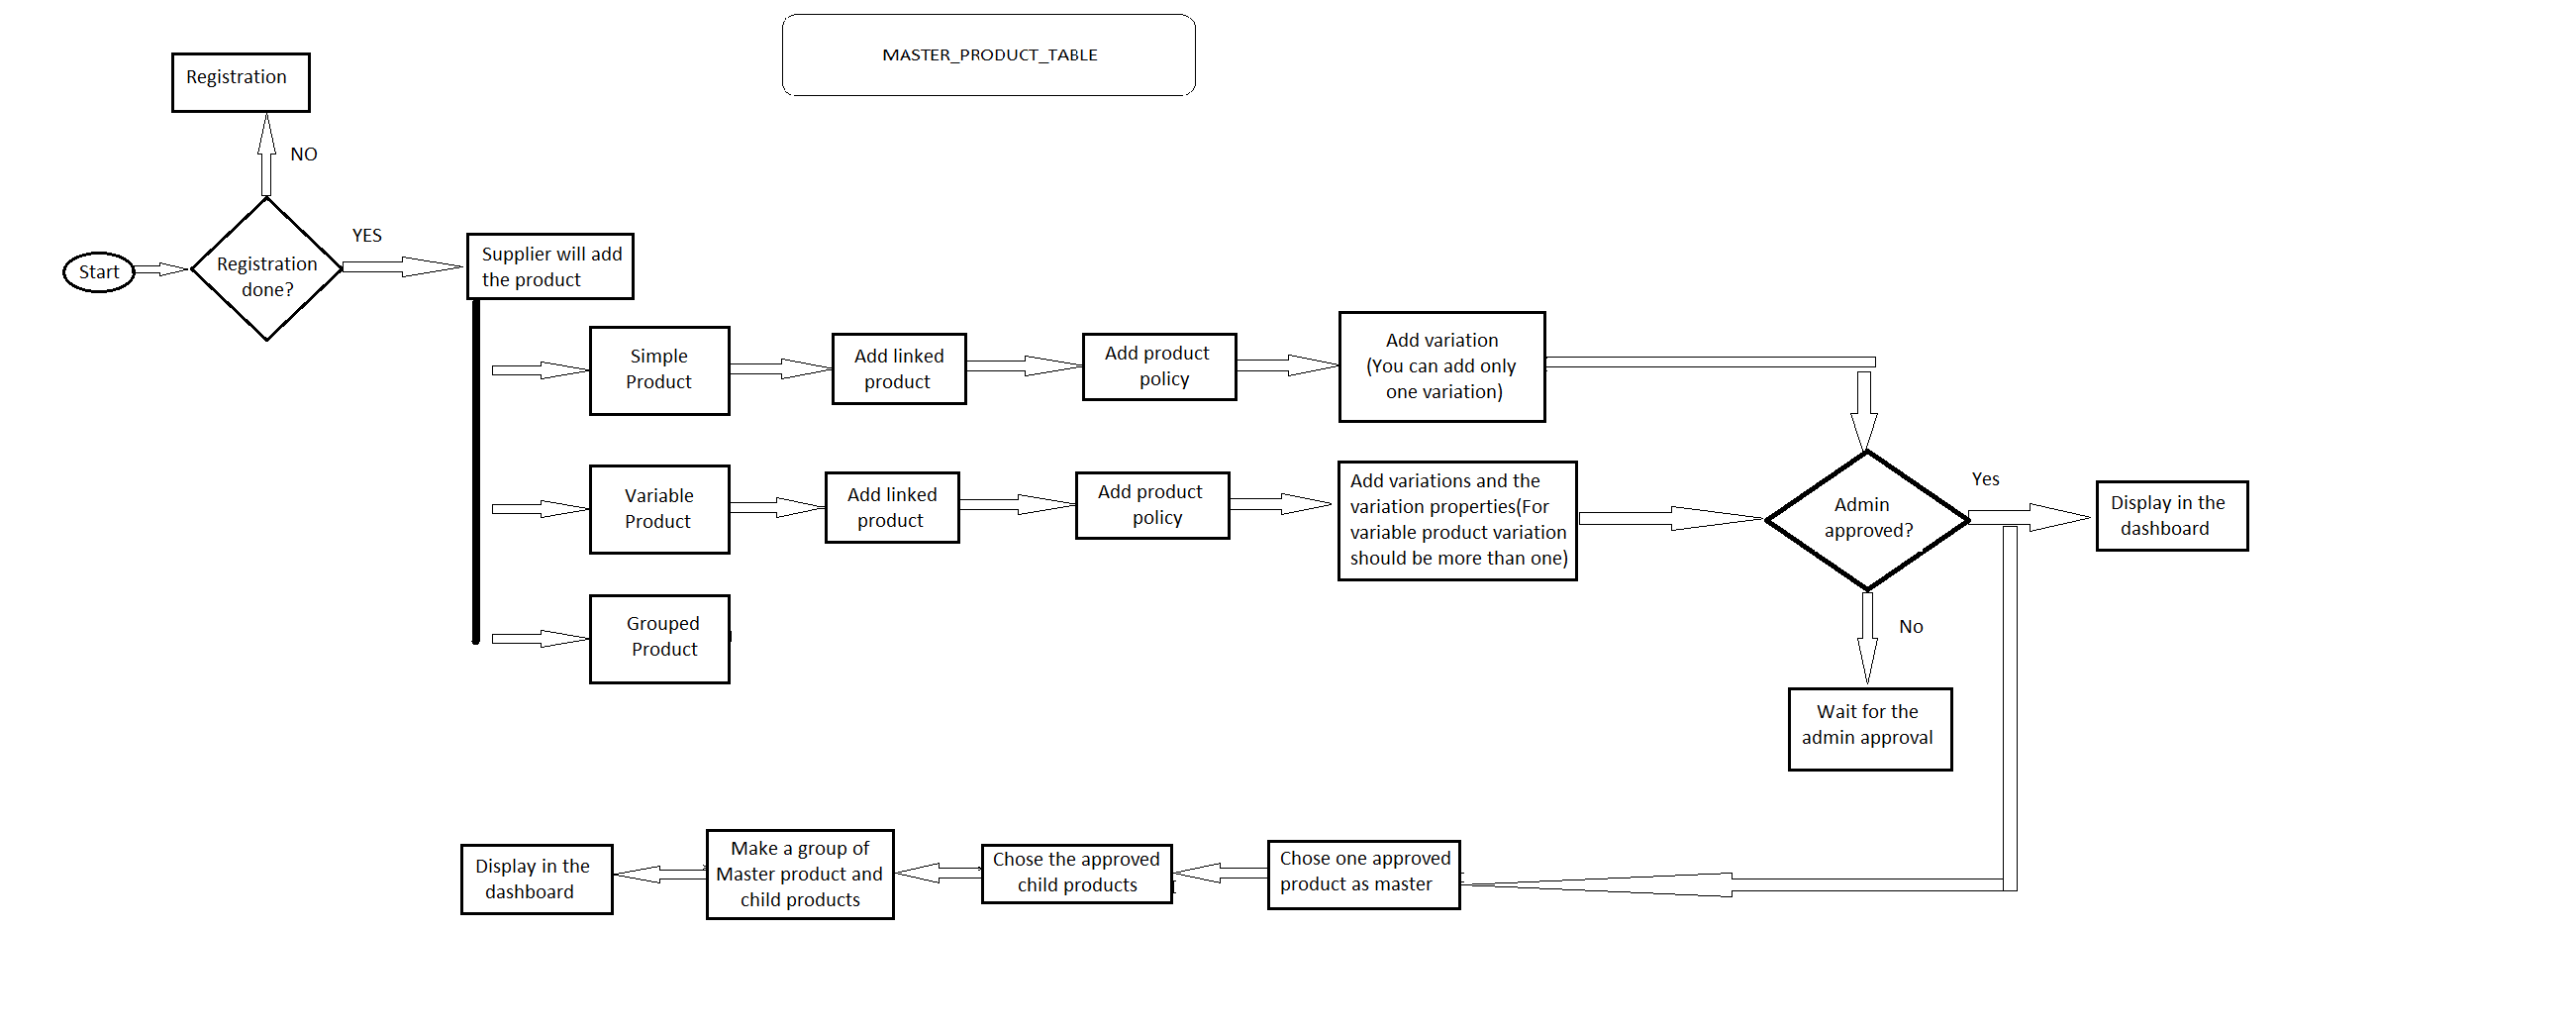 MASTER_PRODUCT_TABLE
Registration
NO
YES
Start
Registration
done?
Supplier will add
the product
Simple
Product
Add linked
product
Add product
policy
Add variation
(You can add only
one variation)
Variable
Product
Add linked
product
Add product
policy
Add variations and the
variation properties(For
variable product variation
should be more than one)
Admin
approved?
Yes
Display in the
dashboard
No
Grouped
Product
Wait for the
admin approval
Display in the
dashboard
Make a group of
Master product and
child products
Chose the approved
child products
Chose one approved
product as master